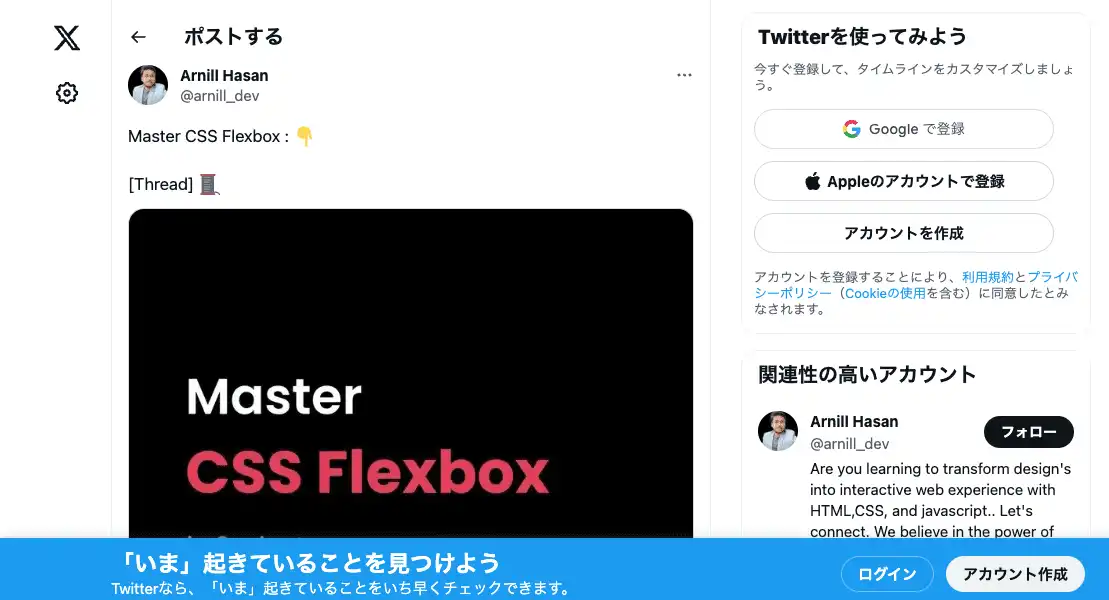 ポストする
Arnill Hasan
@arnill_dev
Master CSS Flexbox : 👇
[Thread] 🧵
Master
CSS Flexbox
Twitterを使ってみよう
今すぐ登録して、タイムラインをカスタマイズしましょ
う。
Google で登録
Appleのアカウントで登録
アカウントを作成
アカウントを登録することにより、利用規約とプライバ
シーポリシー（Cookieの使用を含む）に同意したとみ
なされます。
関連性の高いアカウント
Arnill Hasan
@arnill_dev
フォロー
Are you learning to transform design's
into interactive web experience with
HTML,CSS, and javascript.. Let's
connect. We believe in the power of
「いま」起きていることを見つけよう
Twitterなら、「いま」起きていることをいち早くチェックできます。
ログイン
アカウント作成